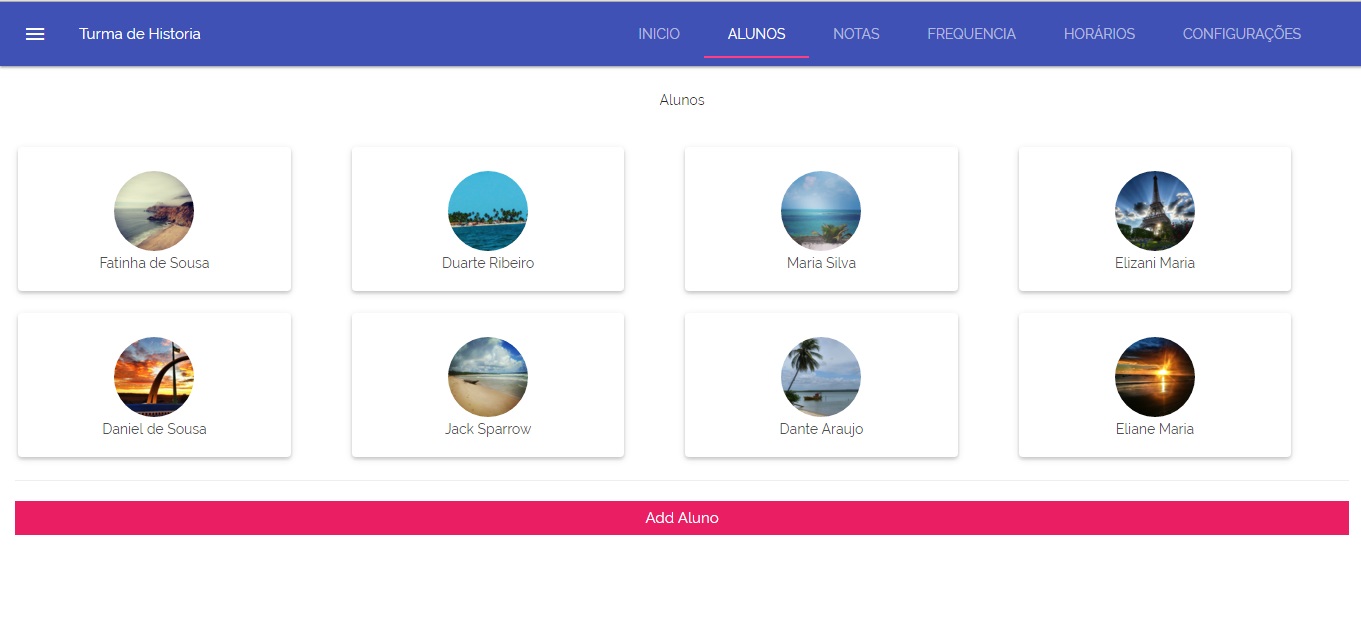 Turma de Historia
INICIO ALUNOS NOTAS FREQUENCIA HORÁRIOS CONFIGURAÇÕES
Alunos
Fatinha de Sousa
Duarte Ribeiro
Maria Silva
Elizani Maria
Daniel de Sousa
Jack Sparrow
Dante Araujo
Eliane Maria
Add Aluno